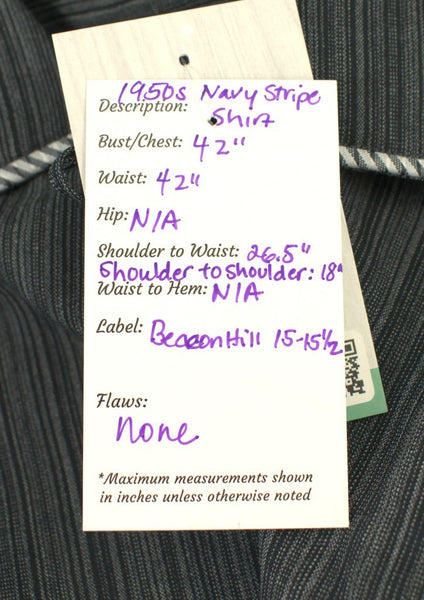 1950s Navy Stripe
Description: Shirt
Bust/Chest: 42"
Waist: 42"
Hip: N/A
Shoulder to Waist: 26.5"
Shoulder to Shoulder: 18"
Waist to Hem: N/A
Label: Beacon Hill 15-15½
Flaws:
None
*Maximum measurements shown
in inches unless otherwise noted